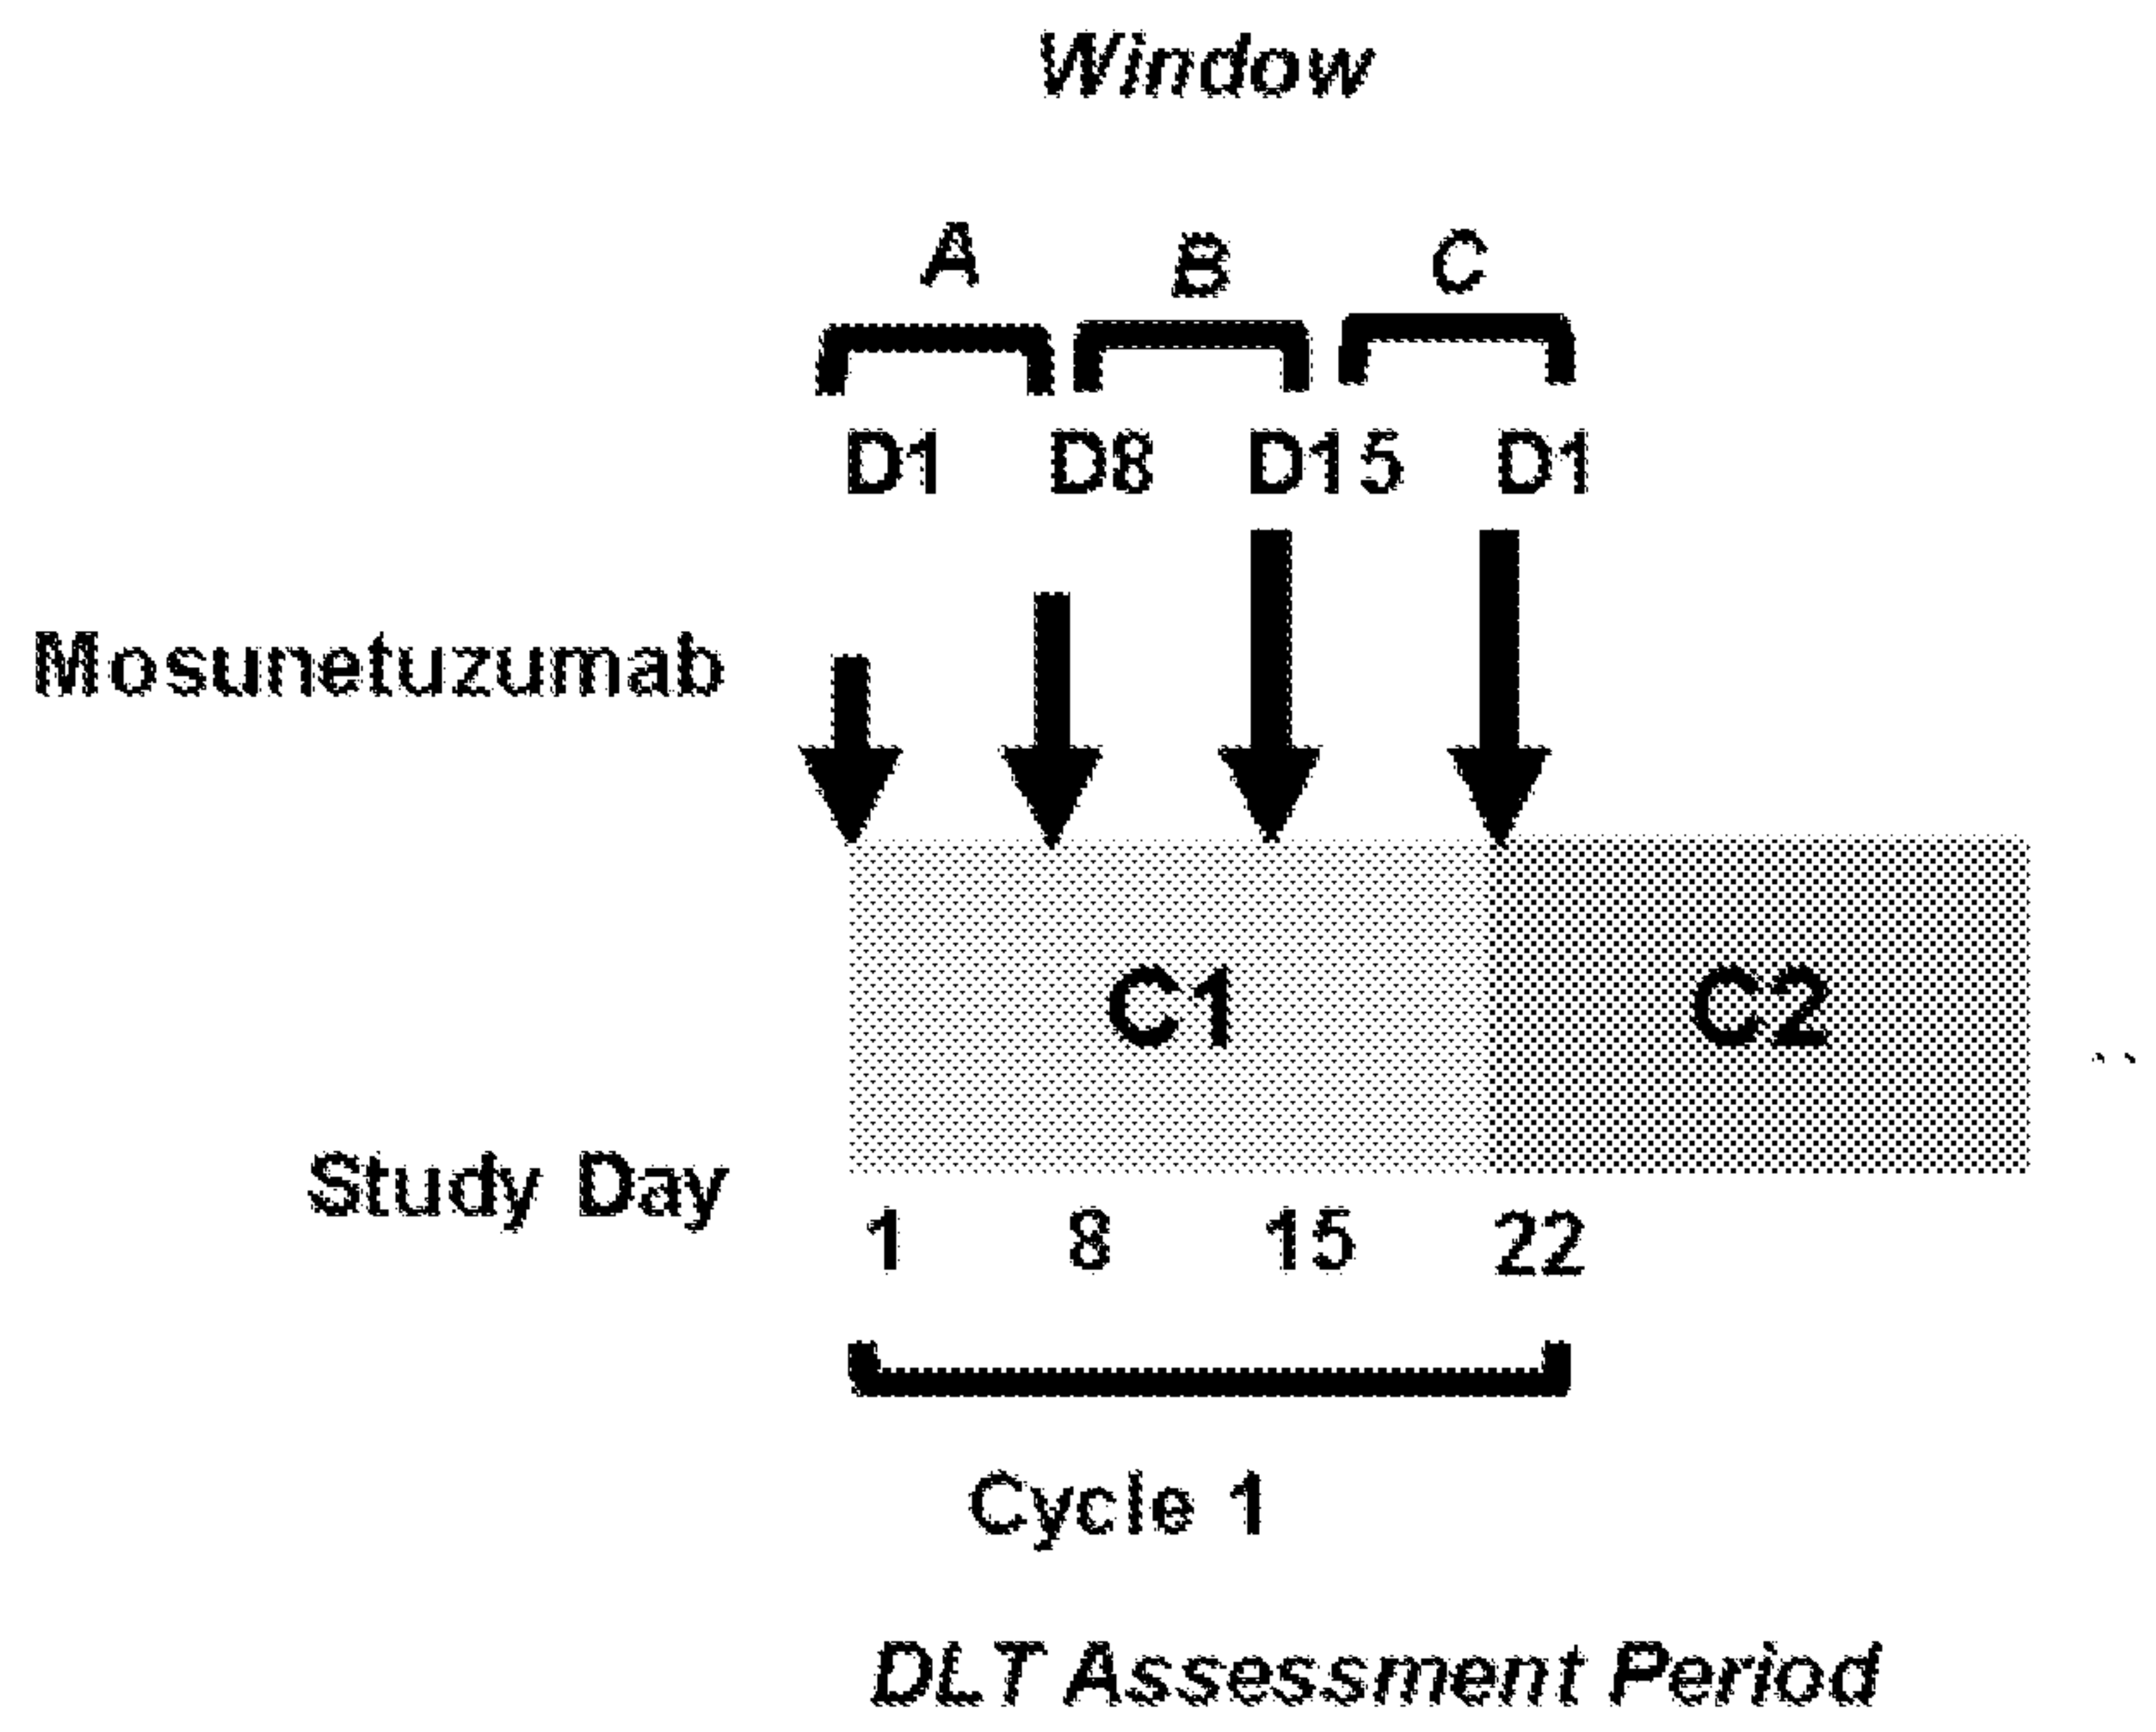 Window
A B C
D1 D8 D15 D1
Mosunetuzumab
C1 C2
Study Day 1 8 15 22
Cycle 1
DLT Assessment Period